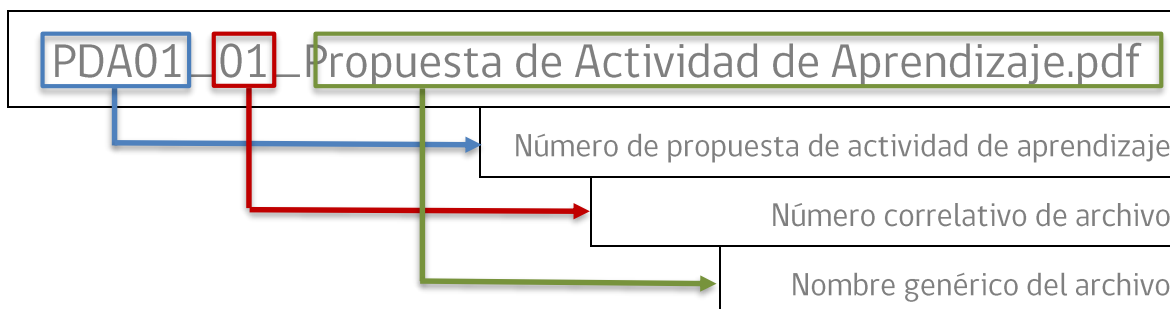 PDA01_01_Propuesta de Actividad de Aprendizaje.pdf
Número de propuesta de actividad de aprendizaje
Número correlativo de archivo
Nombre genérico del archivo